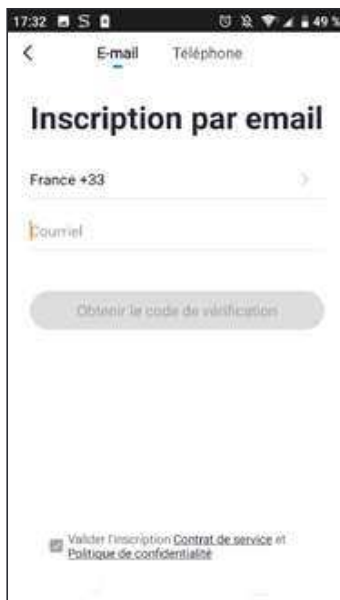 17:32 S 49 %
E-mail Téléphone
Inscription par email
France +33
Courriel
Obtenir le code de vérification
Valider l'inscription Contrat de service et
Politique de confidentialité